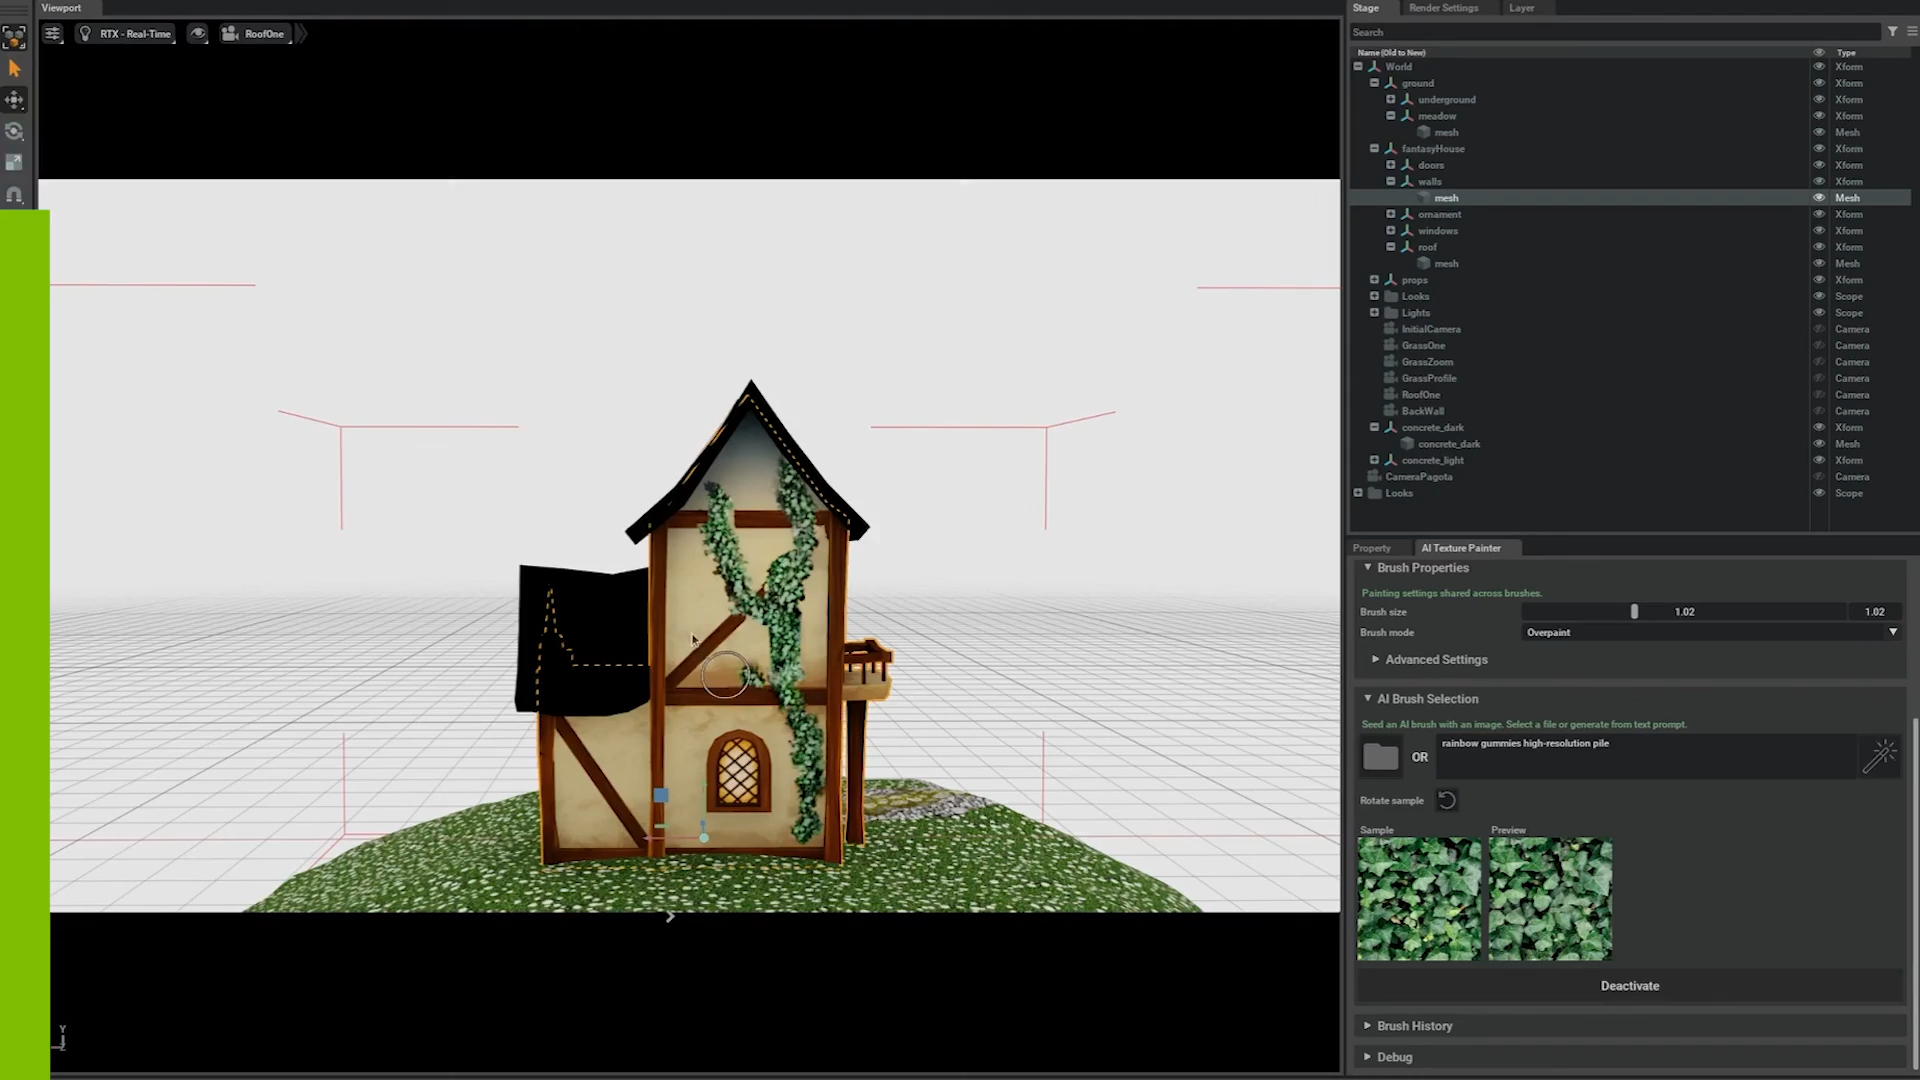 Viewport
RTX - Real-Time
RoofOne
Stage
Render Settings
Layer
Search
Name (Old to New)
Type
World
Xform
ground
Xform
underground
Xform
meadow
Xform
mesh
Mesh
fantasyHouse
Xform
doors
Xform
walls
Xform
mesh
Mesh
ornament
Xform
windows
Xform
roof
Xform
mesh
Mesh
props
Xform
Looks
Scope
Lights
Scope
InitialCamera
Camera
GrassOne
Camera
GrassZoom
Camera
GrassProfile
Camera
RoofOne
Camera
BackWall
Camera
concrete_dark
Xform
concrete_dark
Mesh
concrete_light
Xform
CameraPagota
Camera
Looks
Scope
Property
AI Texture Painter
Brush Properties
Painting settings shared across brushes.
Brush size
1.02
1.02
Brush mode
Overpaint
Advanced Settings
AI Brush Selection
Seed an AI brush with an image. Select a file or generate from text prompt.
OR
rainbow gummies high-resolution pile
Rotate sample
Sample
Preview
Deactivate
Brush History
Debug
Y
Z